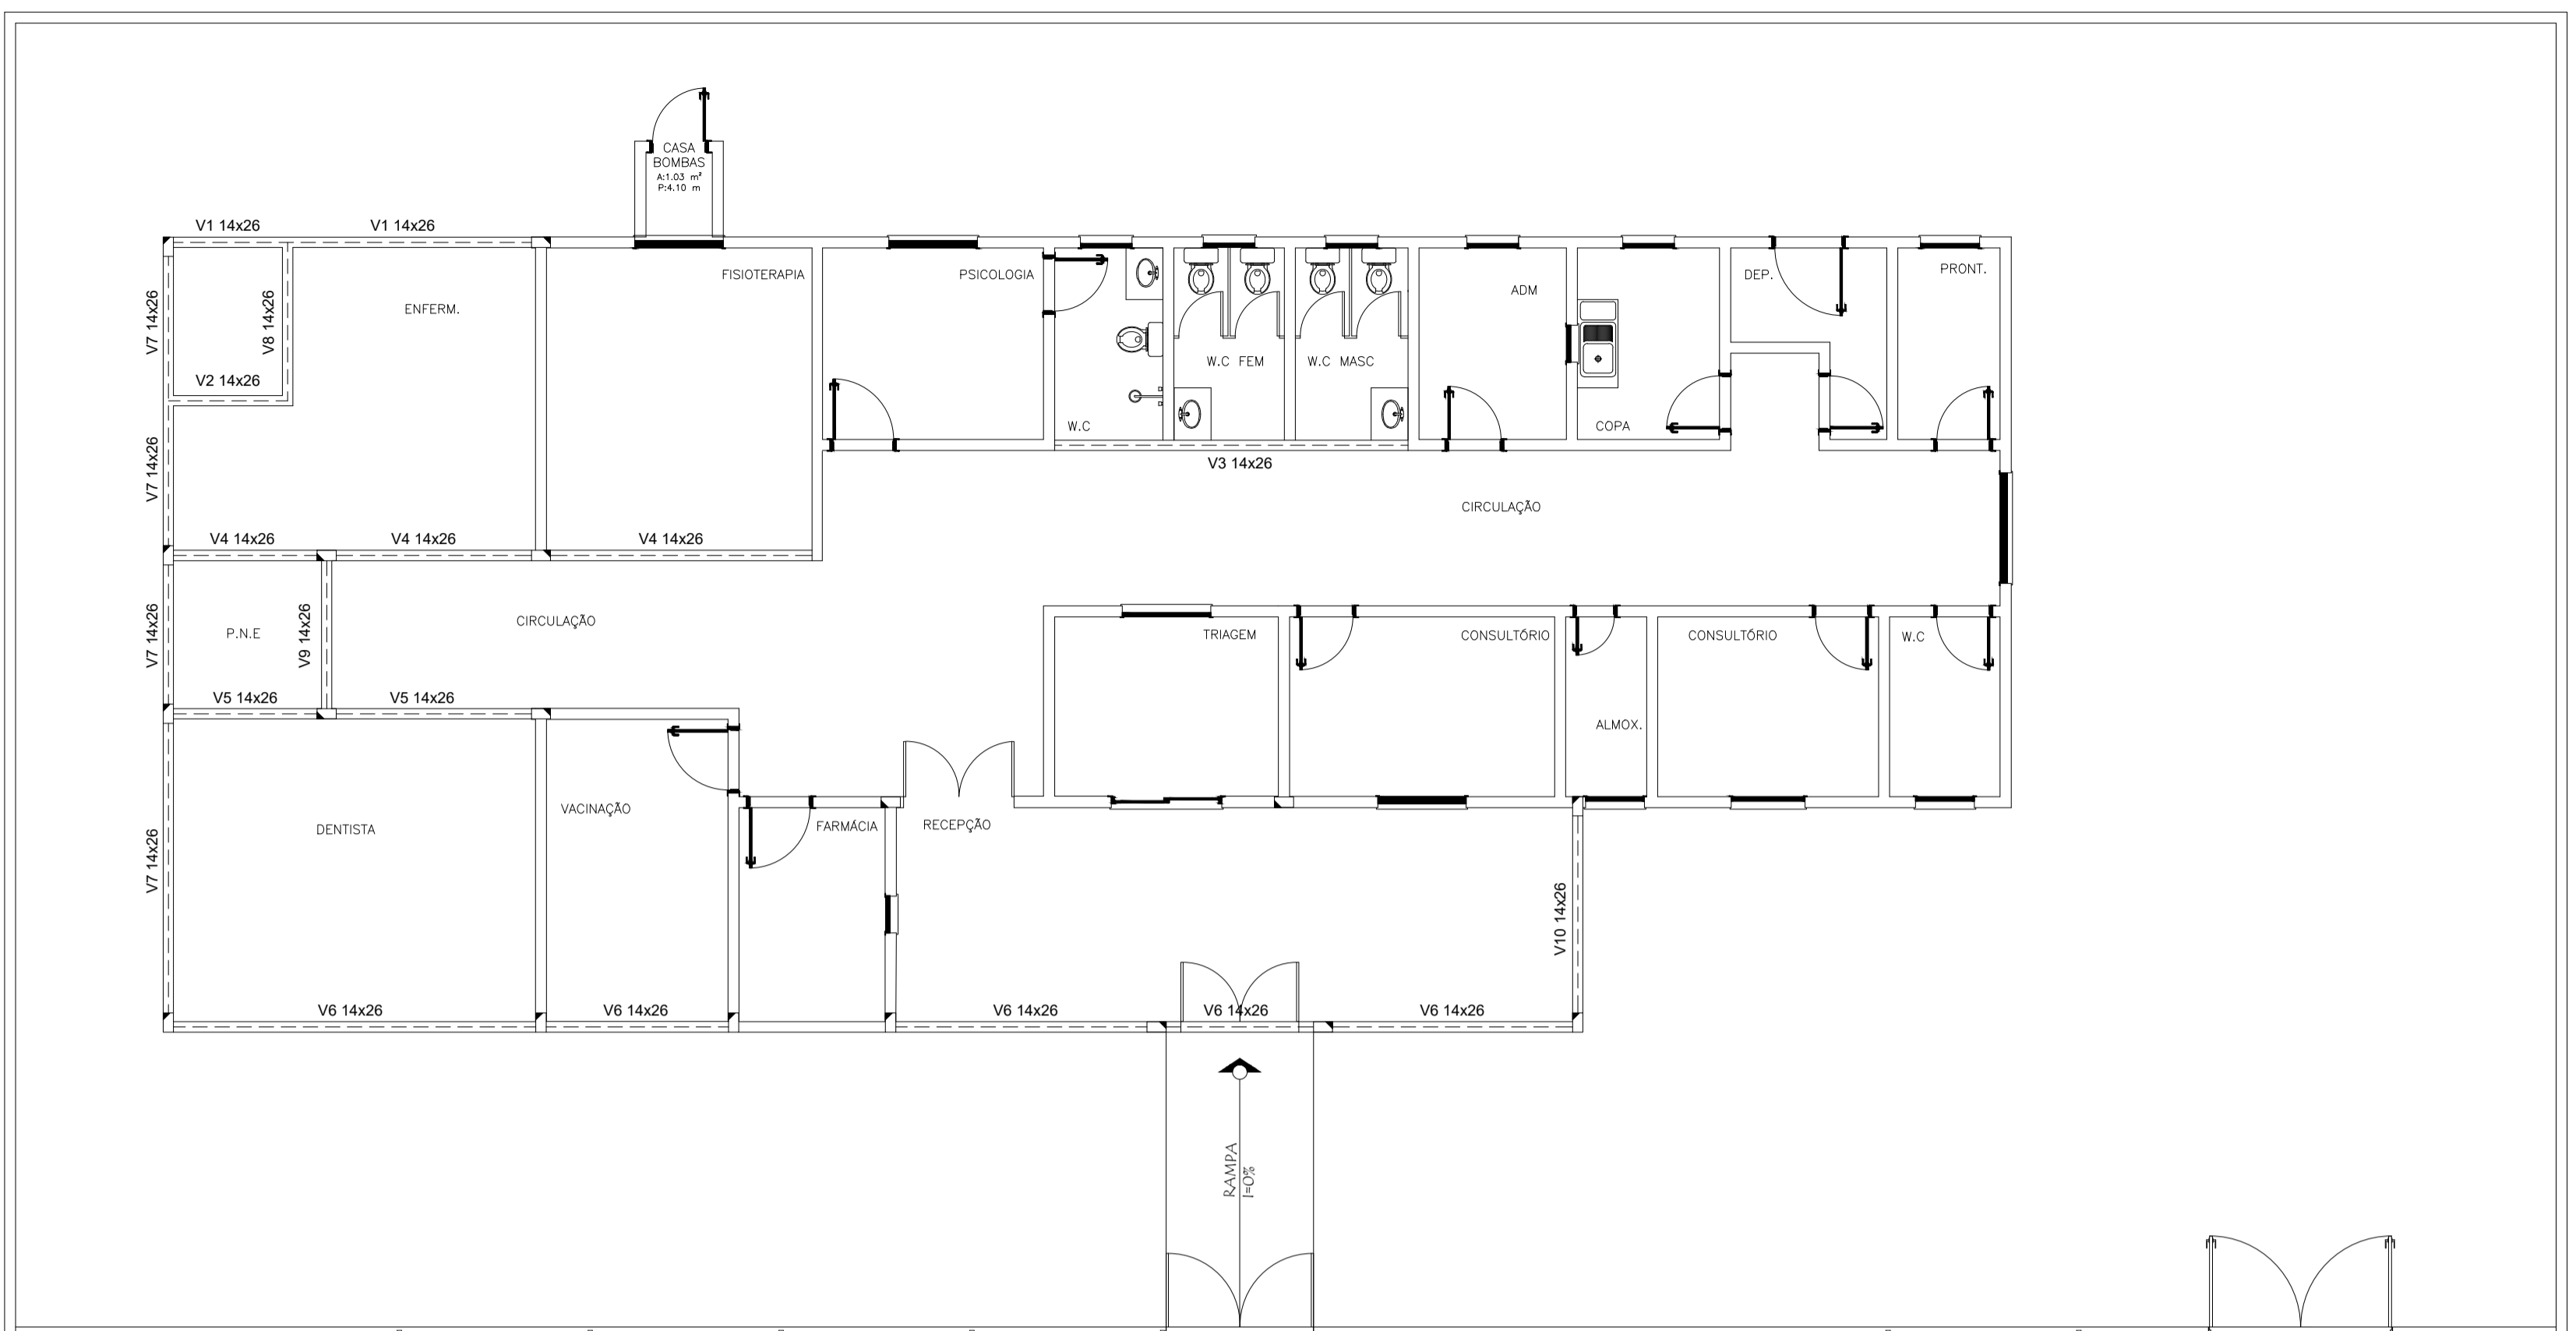 CASA
BOMBAS
A:1.03 m²
P:4.10 m
V1 14x26
V1 14x26
FISIOTERAPIA
PSICOLOGIA
DEP.
PRONT.
ADM
ENFERM.
V7 14x26
V8 14x26
W.C FEM
W.C MASC
V2 14x26
W.C
COPA
V3 14x26
V7 14x26
CIRCULAÇÃO
V4 14x26
V4 14x26
V4 14x26
CIRCULAÇÃO
V7 14x26
P.N.E
V9 14x26
TRIAGEM
CONSULTÓRIO
CONSULTÓRIO
W.C
V5 14x26
V5 14x26
ALMOX.
VACINAÇÃO
DENTISTA
FARMÁCIA
RECEPÇÃO
V7 14x26
V10 14x26
V6 14x26
V6 14x26
V6 14x26
V6 14x26
V6 14x26
RAMPA
I=0%